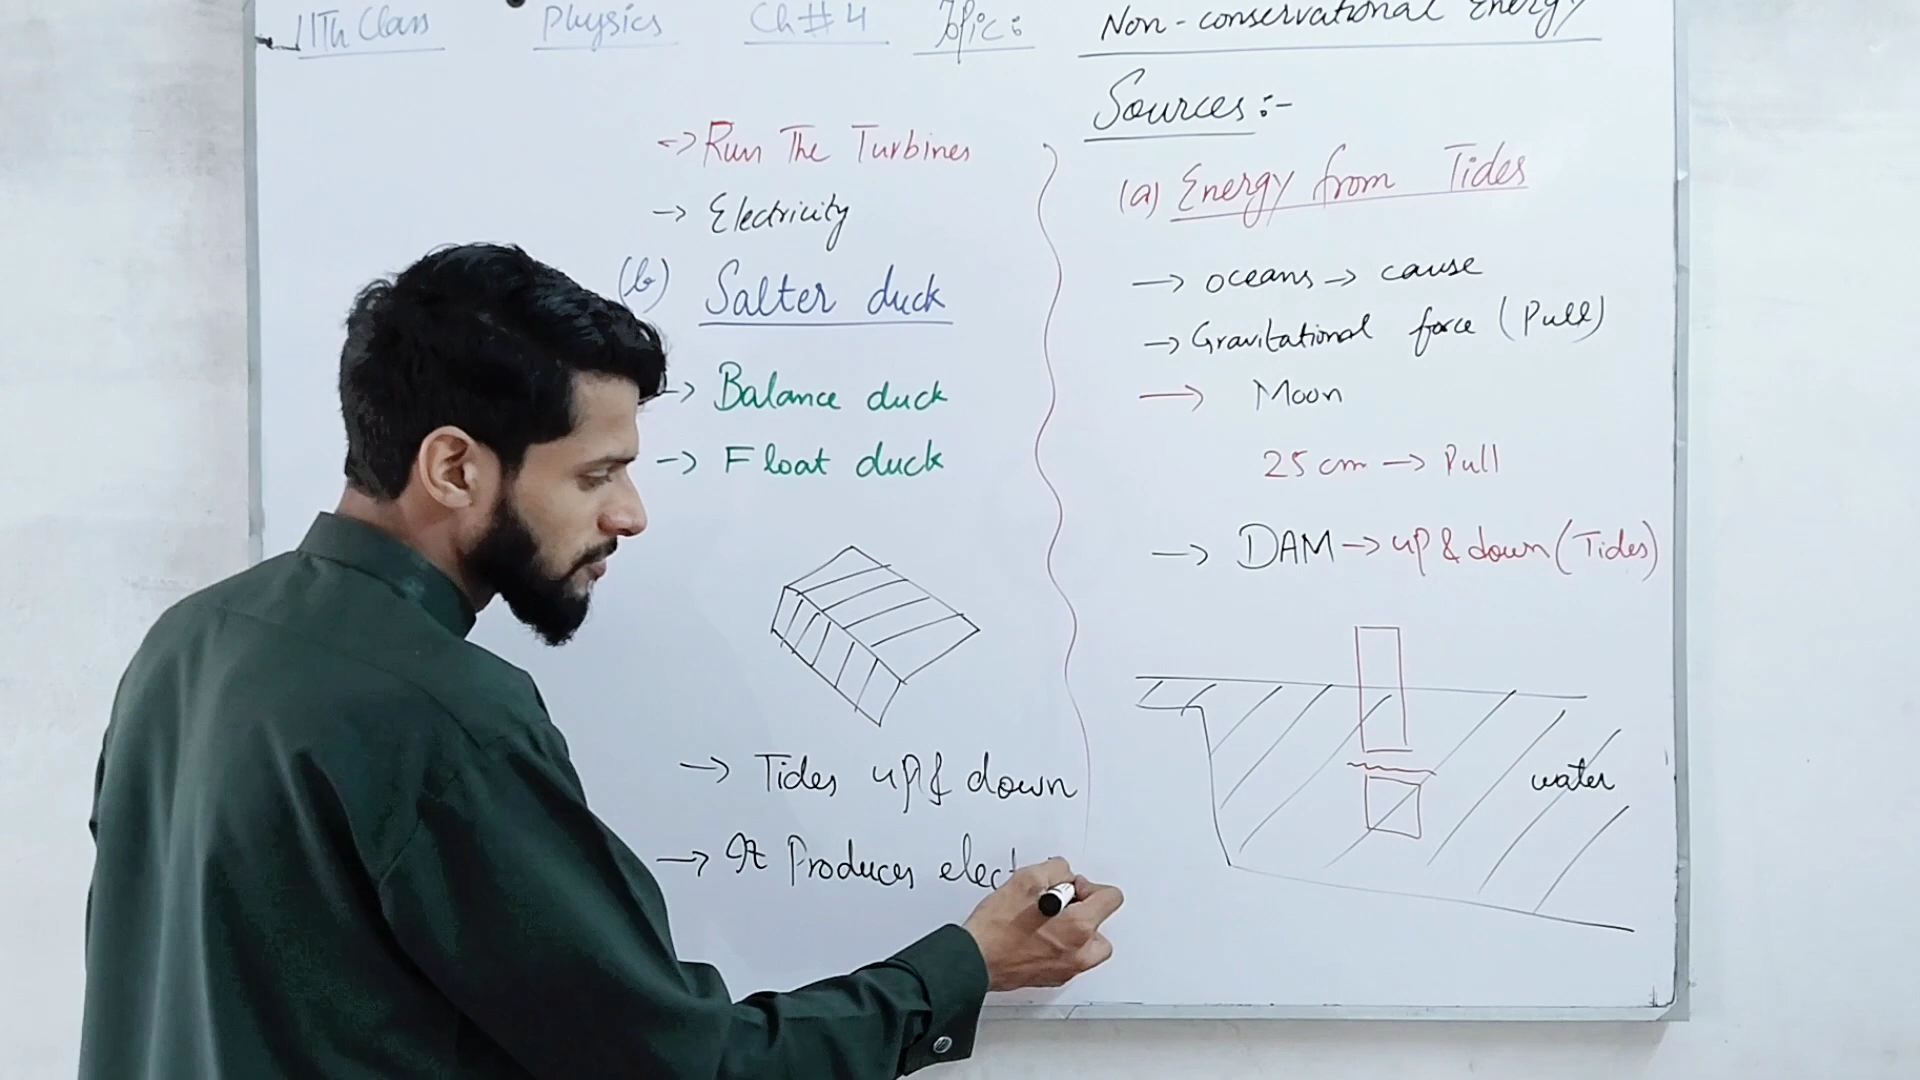 11Th Class Physics Ch # 4 Topic: Non-conservational Energy
Sources:-
(a) Energy from Tides
-> oceans -> cause
-> Gravitational force (Pull)
-> Moon
25 cm -> Pull
-> DAM -> up & down (Tides)
water
-> Run The Turbines
-> Electricity
(b) Salter duck
-> Balance duck
-> Float duck
-> Tides up & down
-> It Produces elect